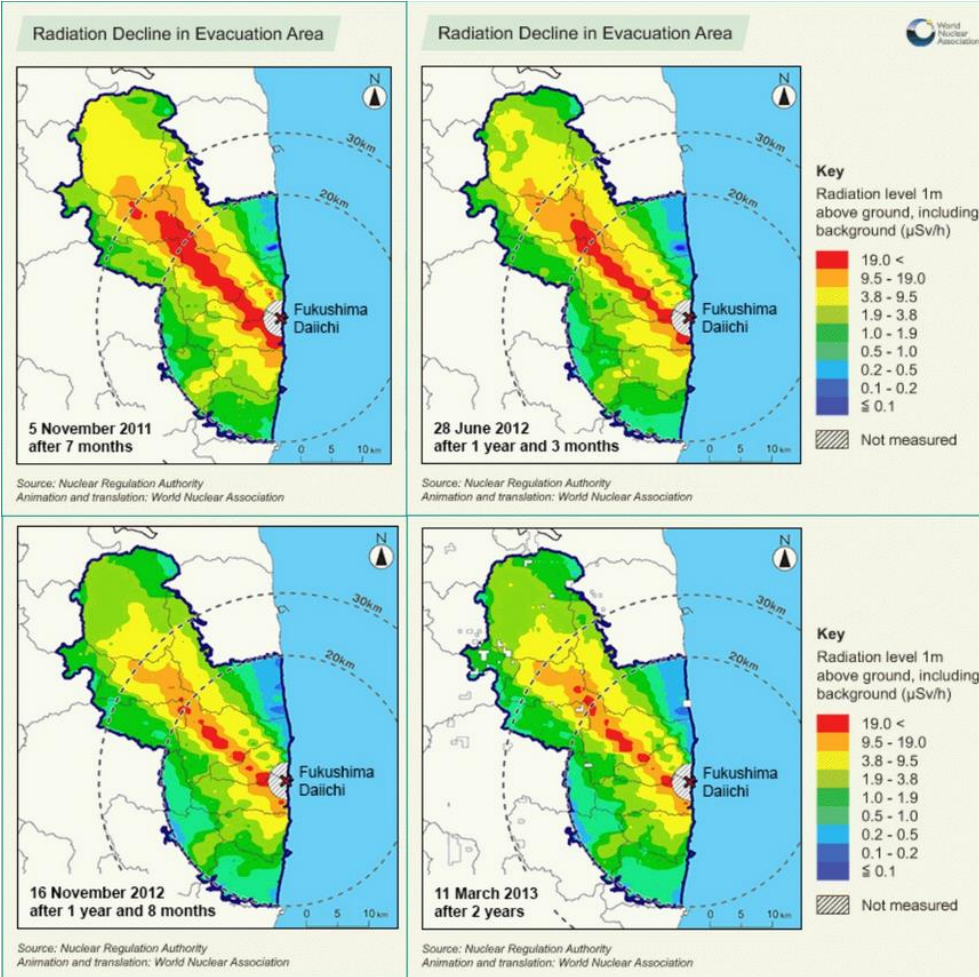 Radiation Decline in Evacuation Area
N
30km
20km
Fukushima
Daiichi
5 November 2011
after 7 months
0 5 10 km
Source: Nuclear Regulation Authority
Animation and translation: World Nuclear Association
Radiation Decline in Evacuation Area
World
Nuclear
Association
N
30km
20km
Fukushima
Daiichi
28 June 2012
after 1 year and 3 months
0 5 10 km
Source: Nuclear Regulation Authority
Animation and translation: World Nuclear Association
Key
Radiation level 1m
above ground, including
background (µSv/h)
19.0 <
9.5 - 19.0
3.8 - 9.5
1.9 - 3.8
1.0 - 1.9
0.5 - 1.0
0.2 - 0.5
0.1 - 0.2
≦ 0.1
Not measured
N
30km
20km
Fukushima
Daiichi
16 November 2012
after 1 year and 8 months
0 5 10 km
Source: Nuclear Regulation Authority
Animation and translation: World Nuclear Association
N
30km
20km
Fukushima
Daiichi
11 March 2013
after 2 years
0 5 10 km
Source: Nuclear Regulation Authority
Animation and translation: World Nuclear Association
Key
Radiation level 1m
above ground, including
background (µSv/h)
19.0 <
9.5 - 19.0
3.8 - 9.5
1.9 - 3.8
1.0 - 1.9
0.5 - 1.0
0.2 - 0.5
0.1 - 0.2
≦ 0.1
Not measured